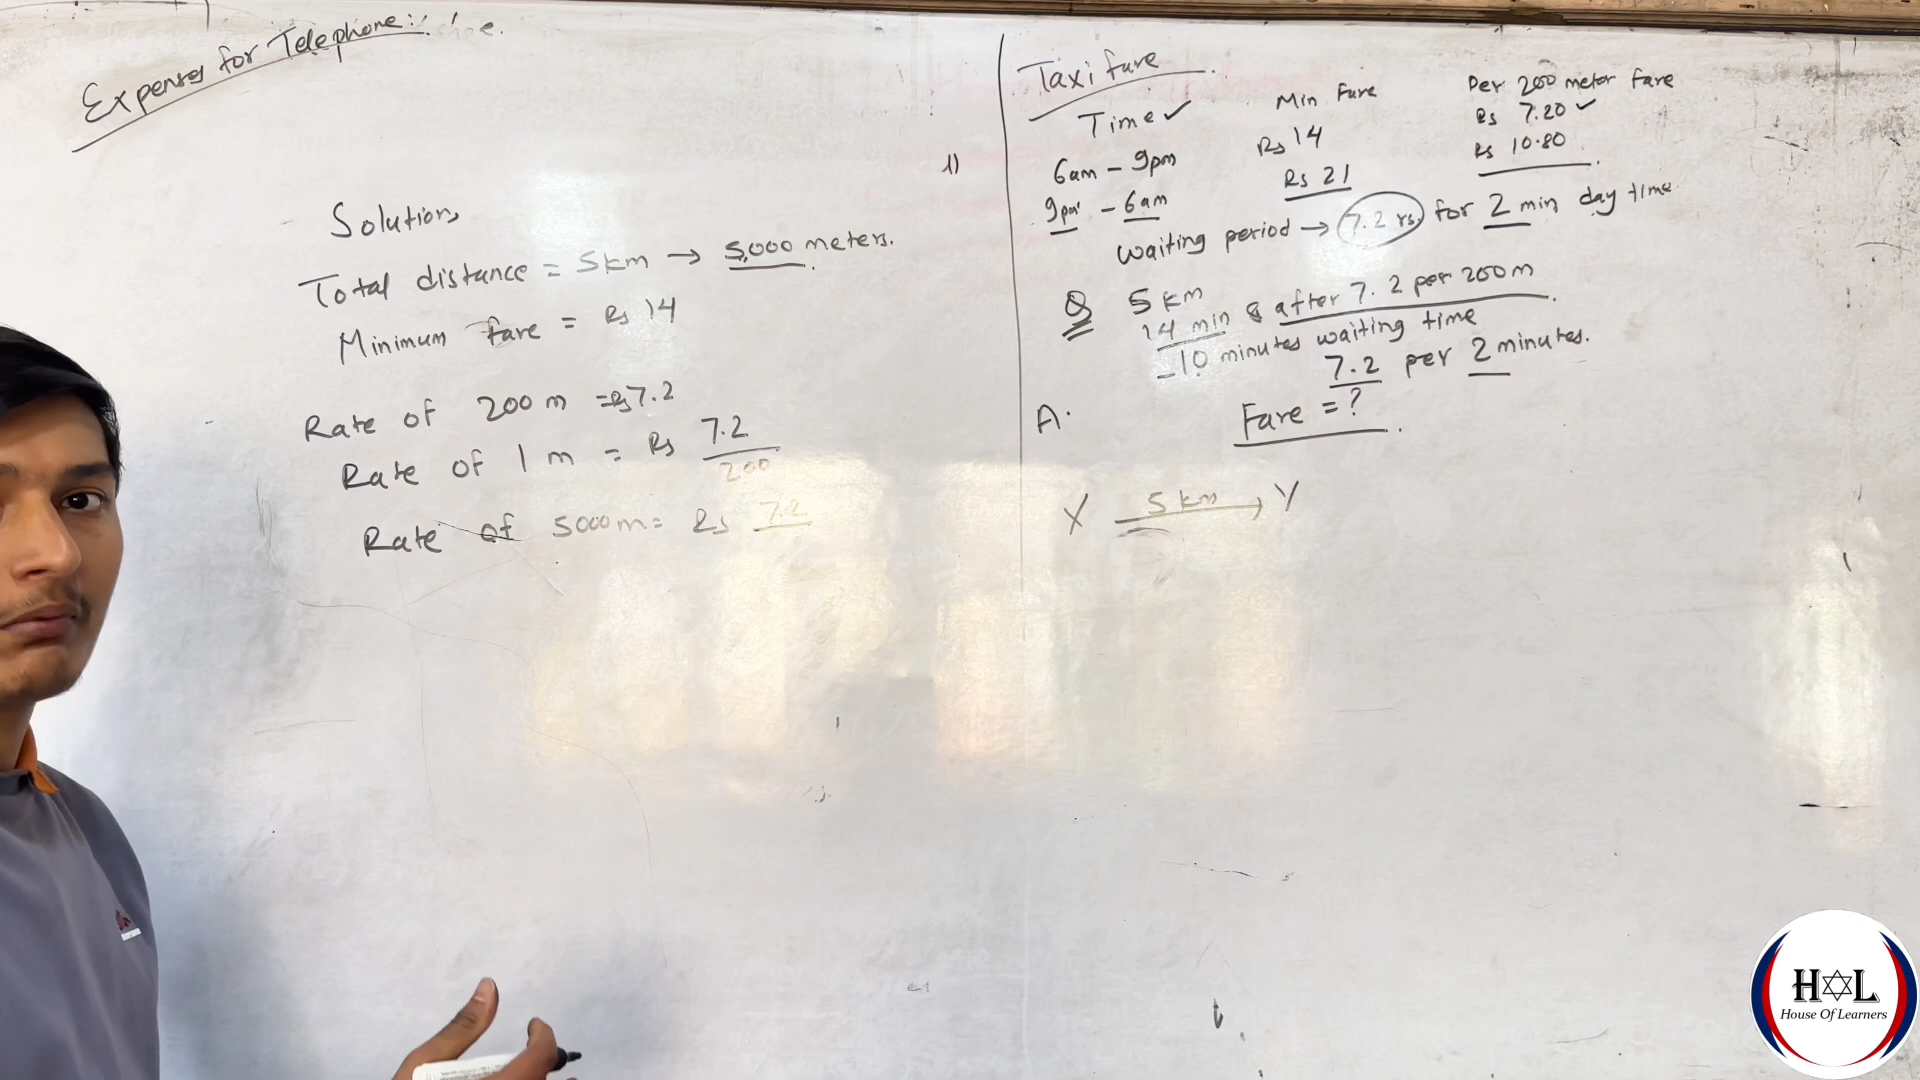 Expenses for Telephone:
Solution,
Total distance = 5km → 5,000 meters.
Minimum fare = Rs 14
Rate of 200 m = Rs 7.2
Rate of 1 m = Rs 7.2/200
Rate of 5000 m = Rs 7.2
1)
Taxi fare
Time ✓ Min Fare Per 200 meter fare
6am - 9pm Rs 14 Rs 7.20 ✓
9pm - 6am Rs 21 Rs 10.80
waiting period → 7.2 rs. for 2 min day time
Q 5 km
14 min & after 7.2 per 200m
- 10 minutes waiting time
7.2 per 2 minutes.
A. Fare = ?
X 5 km → Y
H L
House Of Learners